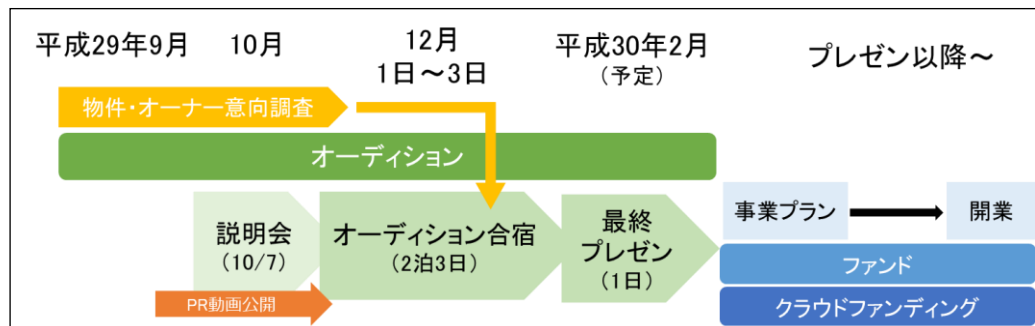 平成29年9月
10月
12月
1日～3日
平成30年2月
（予定）
プレゼン以降～
物件・オーナー意向調査
オーディション
説明会
（10/7）
オーディション合宿
（2泊3日）
最終
プレゼン
（1日）
事業プラン
開業
ファンド
PR動画公開
クラウドファンディング